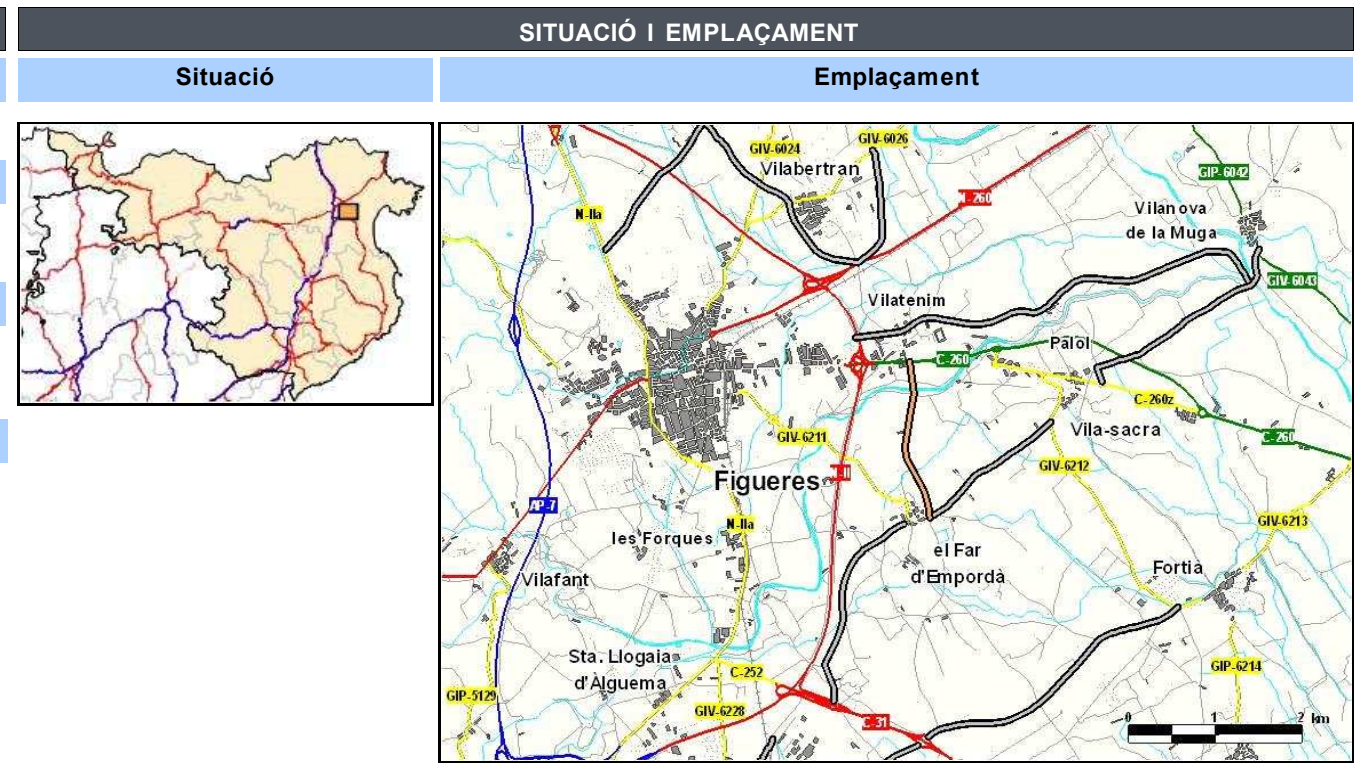 SITUACIÓ I EMPLAÇAMENT
Situació
Emplaçament
GIV-6024
GIV-6026
Vilabertran
GIP-6042
N-260
N-IIa
Vilanova
de la Muga
GIV-6043
Vilatenim
Palol
C-260
C-260z
GIV-6211
Vila-sacra
C-260
GIV-6212
Figueres
N-II
AP-7
N-IIa
GIV-6213
les Forques
el Far
d'Empordà
Vilafant
Fortià
Sta. Llogaia
d'Àlguema
C-252
GIP-6214
GIP-5129
GIV-6228
C-31
0 1 2 km